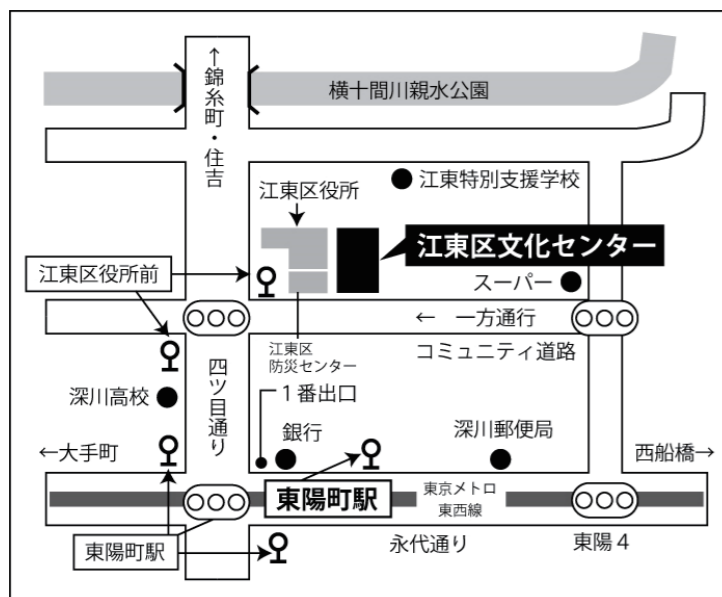 ↑錦糸町・住吉
横十間川親水公園
江東区役所
江東特別支援学校
江東区文化センター
江東区役所前
スーパー
← 一方通行
コミュニティ道路
江東区
防災センター
四ツ目通り
１番出口
深川高校
銀行
深川郵便局
←大手町
西船橋→
東陽町駅
東京メトロ
東西線
東陽町駅
永代通り
東陽４